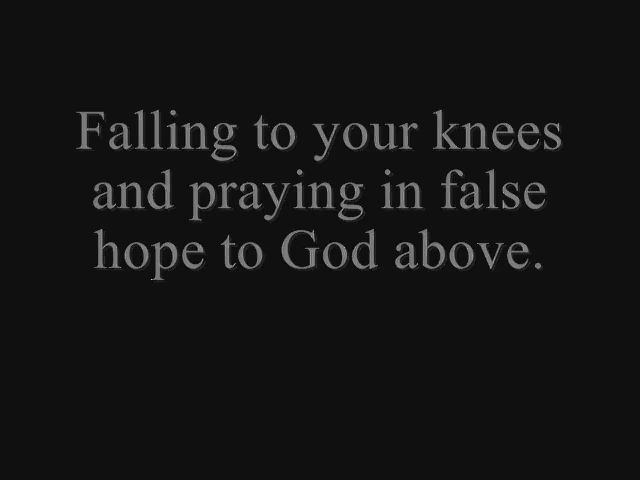 Falling to your knees
and praying in false
hope to God above.